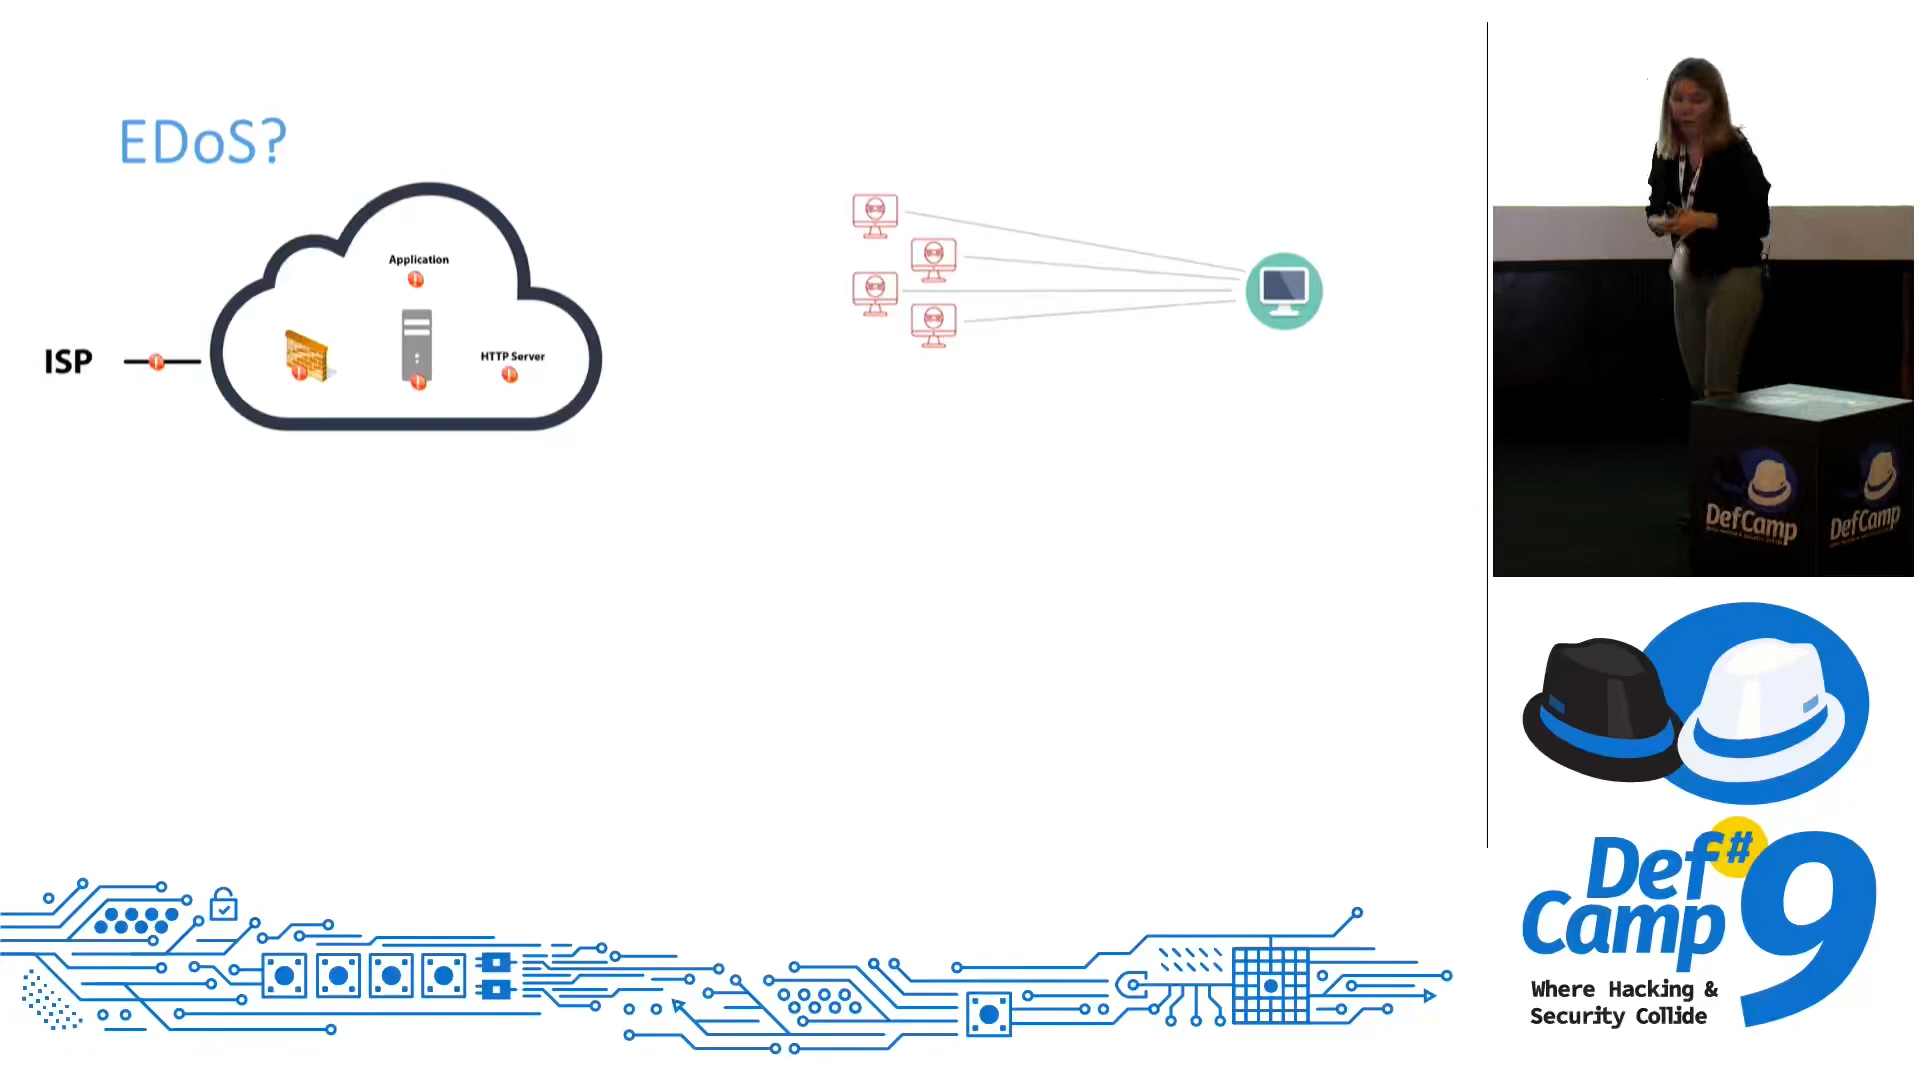 EDoS?
Application
HTTP Server
ISP
DefCamp
DefCamp
Def#
Camp 9
Where Hacking &
Security Collide